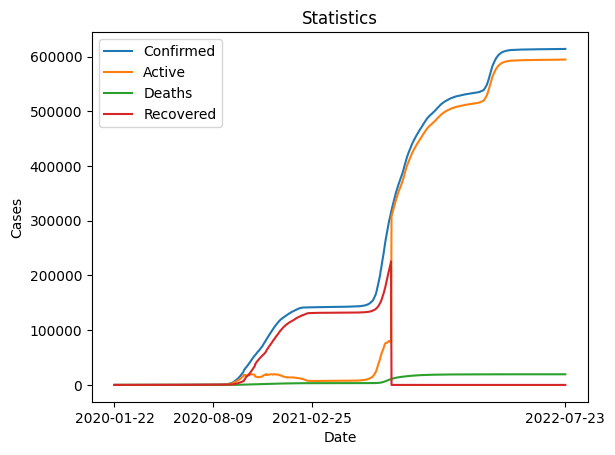 Statistics
Confirmed
Active
Deaths
Recovered
600000
500000
400000
300000
200000
100000
0
Cases
2020-01-22 2020-08-09 2021-02-25 2022-07-23
Date